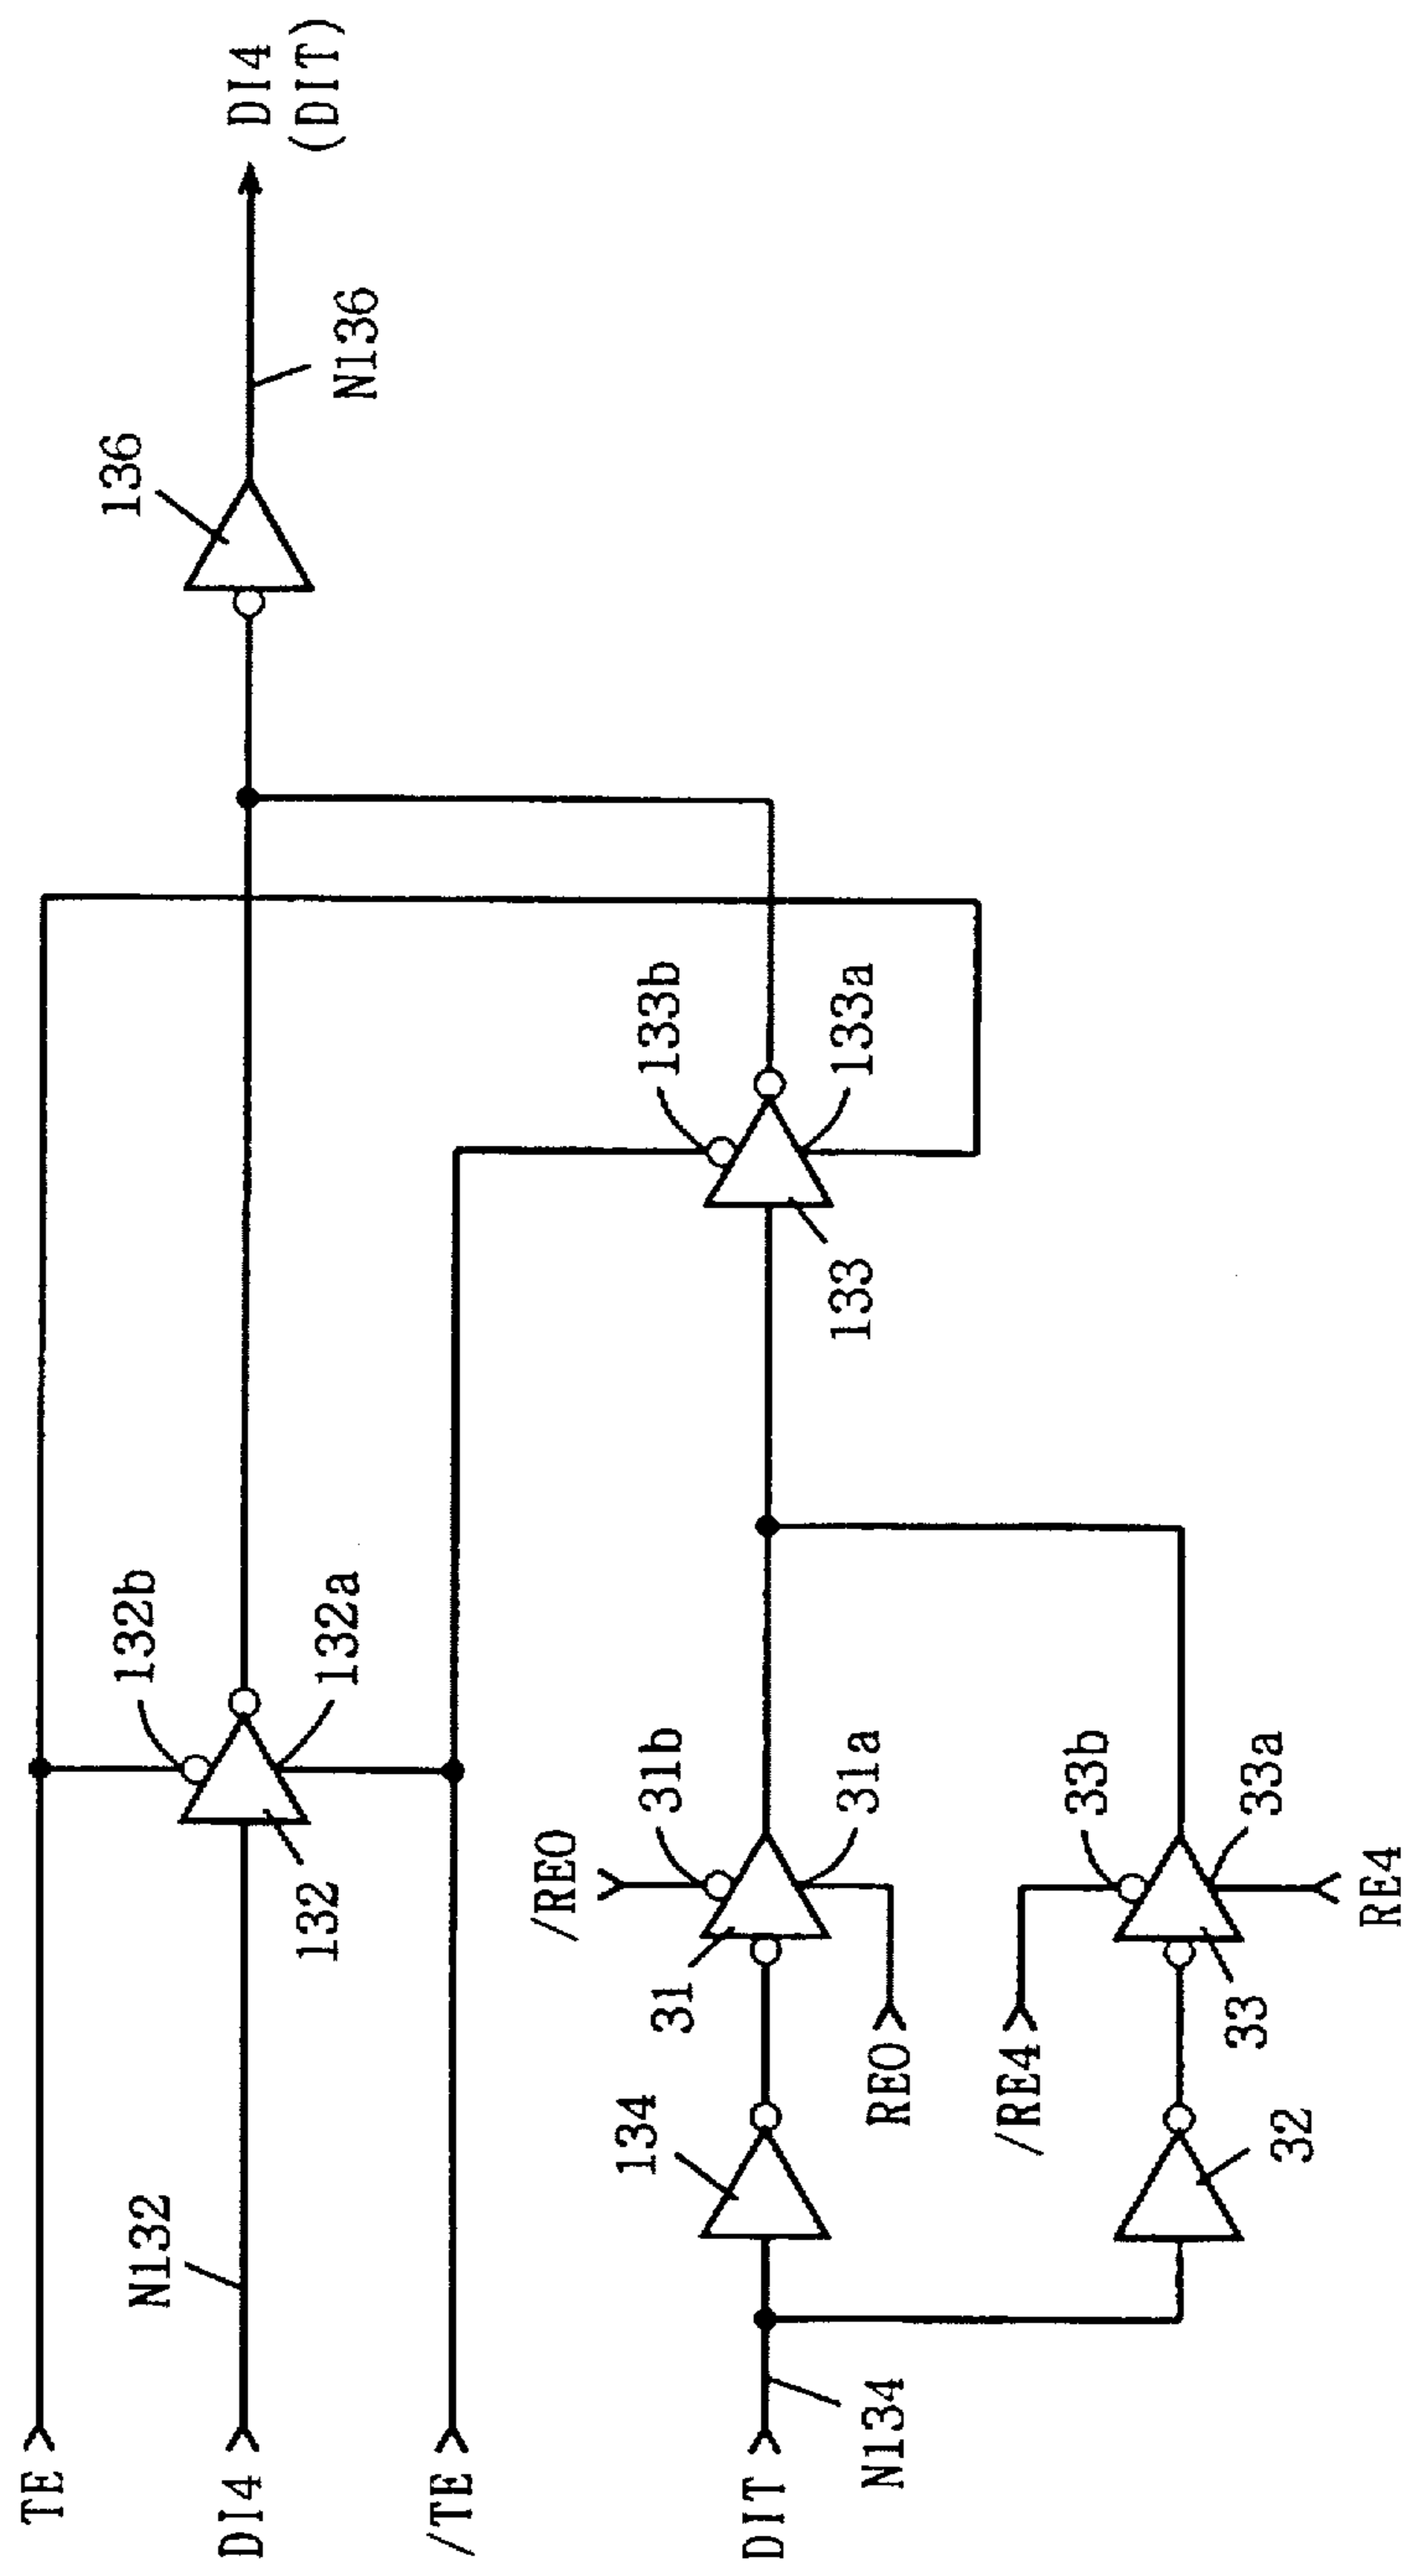 TE
DI4
/TE
DIT
N132
N134
132
132b
132a
134
32
/RE0
RE0
31
31b
31a
/RE4
RE4
33
33b
33a
133
133b
133a
136
N136
DI4
(DIT)